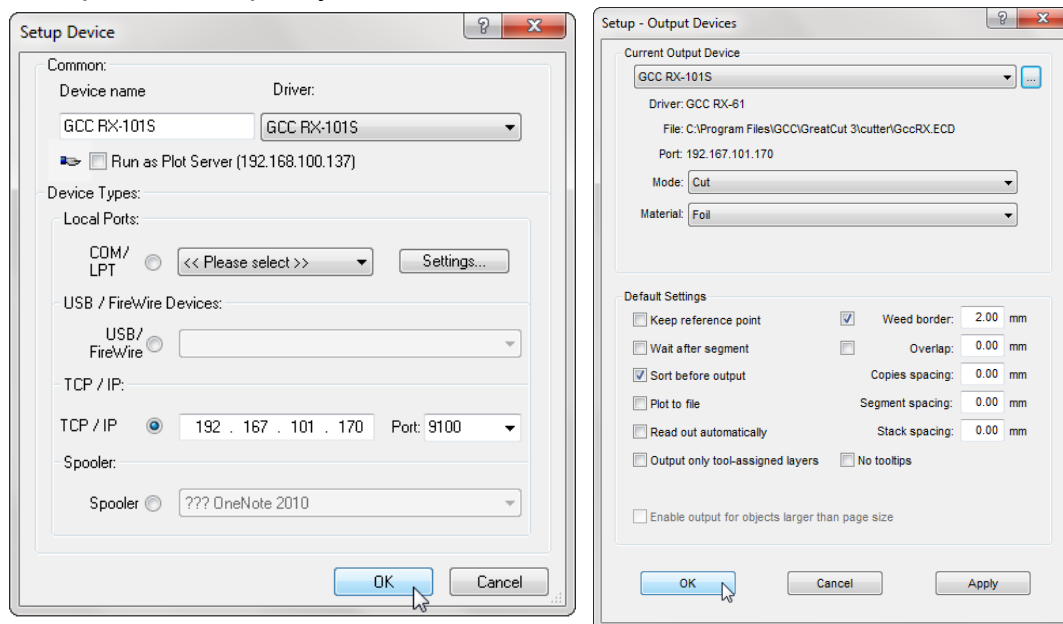 Setup Device
?
X
Common:
Device name
Driver:
GCC RX-101S
GCC RX-101S
Run as Plot Server (192.168.100.137)
Device Types:
Local Ports:
COM/
LPT
<< Please select >>
Settings...
USB / FireWire Devices:
USB/
FireWire
TCP / IP:
TCP / IP
192 . 167 . 101 . 170
Port:
9100
Spooler:
Spooler
??? OneNote 2010
OK
Cancel
Setup - Output Devices
?
X
Current Output Device
GCC RX-101S
...
Driver: GCC RX-61
File: C:\Program Files\GCC\GreatCut 3\cutter\GccRX.ECD
Port: 192.167.101.170
Mode: Cut
Material: Foil
Default Settings
Keep reference point
Weed border: 2.00 mm
Wait after segment
Overlap: 0.00 mm
Sort before output
Copies spacing: 0.00 mm
Plot to file
Segment spacing: 0.00 mm
Read out automatically
Stack spacing: 0.00 mm
Output only tool-assigned layers
No tooltips
Enable output for objects larger than page size
OK
Cancel
Apply